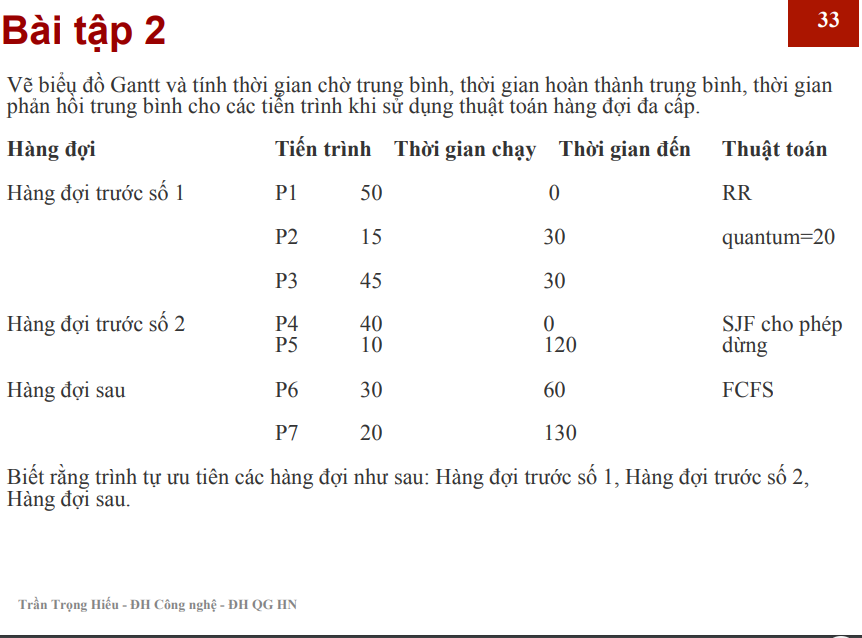 Bài tập 2
33
Vẽ biểu đồ Gantt và tính thời gian chờ trung bình, thời gian hoàn thành trung bình, thời gian
phản hồi trung bình cho các tiến trình khi sử dụng thuật toán hàng đợi đa cấp.
Hàng đợi Tiến trình Thời gian chạy Thời gian đến Thuật toán
Hàng đợi trước số 1 P1 50 0 RR
P2 15 30 quantum=20
P3 45 30
Hàng đợi trước số 2 P4 40 0 SJF cho phép
P5 10 120 dừng
Hàng đợi sau P6 30 60 FCFS
P7 20 130
Biết rằng trình tự ưu tiên các hàng đợi như sau: Hàng đợi trước số 1, Hàng đợi trước số 2,
Hàng đợi sau.
Trần Trọng Hiếu - ĐH Công nghệ - ĐH QG HN